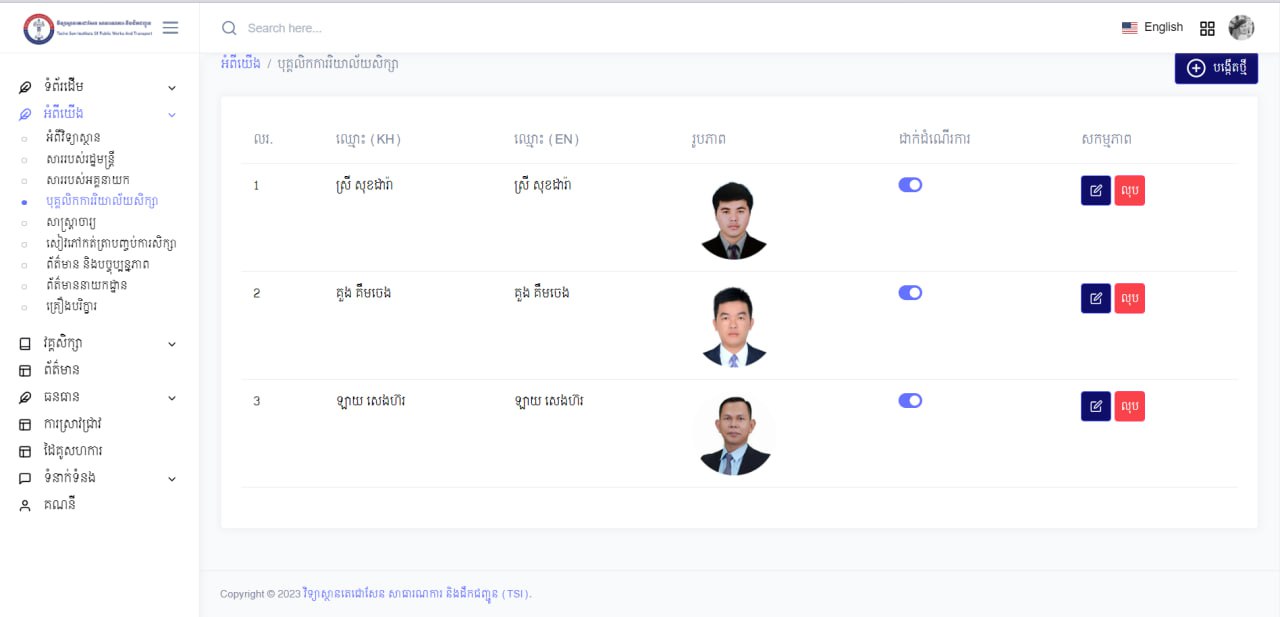 វិទ្យាស្ថានតេជោសែន សាធារណការ និងដឹកជញ្ជូន
Techo Sen Institute Of Public Works And Transport
Search here...
English
អំពីយើង / បុគ្គលិកការរិយាល័យសិក្សា
បង្កើតថ្មី
ទំព័រដើម
អំពីយើង
អំពីវិទ្យាស្ថាន
សាររបស់រដ្ឋមន្ត្រី
សាររបស់អគ្គនាយក
បុគ្គលិកការរិយាល័យសិក្សា
សាស្ត្រាចារ្យ
សៀវភៅកត់ត្រាបញ្ចប់ការសិក្សា
ព័ត៌មាន និងបច្ចុប្បន្នភាព
ព័ត៌មាននាយកដ្ឋាន
គ្រឿងបរិក្ខារ
វគ្គសិក្សា
ព័ត៌មាន
ធនធាន
ការស្រាវជ្រាវ
ដៃគូសហការ
ទំនាក់ទំនង
គណនី
លរ. ឈ្មោះ (KH) ឈ្មោះ (EN) រូបភាព ដាក់ដំណើរការ សកម្មភាព
1 ស្រី សុខដារ៉ា ស្រី សុខដារ៉ា លុប
2 គួង គឹមចេង គួង គឹមចេង លុប
3 ឡាយ សេងហ៊រ ឡាយ សេងហ៊រ លុប
Copyright © 2023 វិទ្យាស្ថានតេជោសែន សាធារណការ និងដឹកជញ្ជូន (TSI).